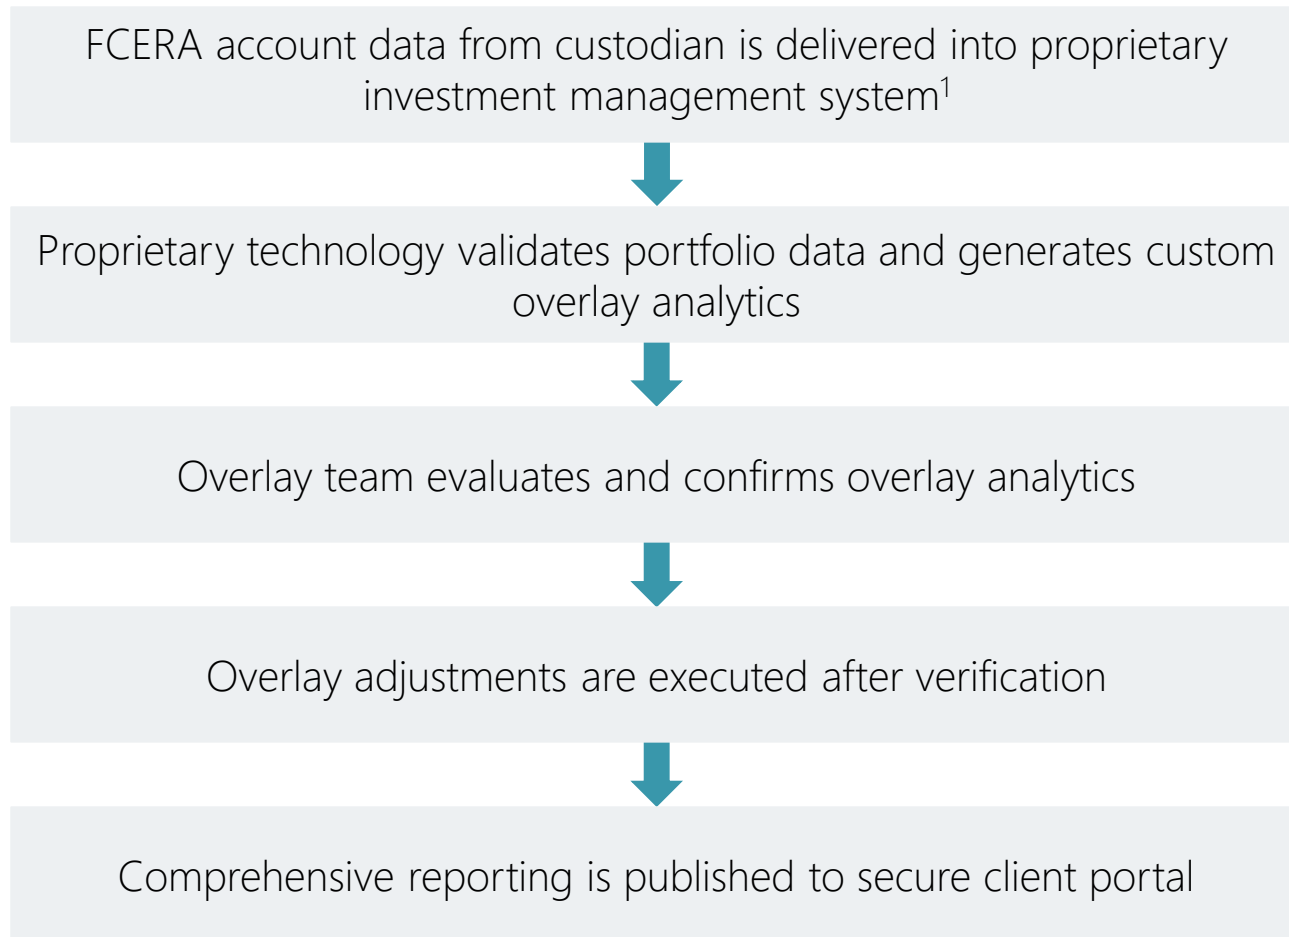 FCERA account data from custodian is delivered into proprietary
investment management system¹
Proprietary technology validates portfolio data and generates custom
overlay analytics
Overlay team evaluates and confirms overlay analytics
Overlay adjustments are executed after verification
Comprehensive reporting is published to secure client portal